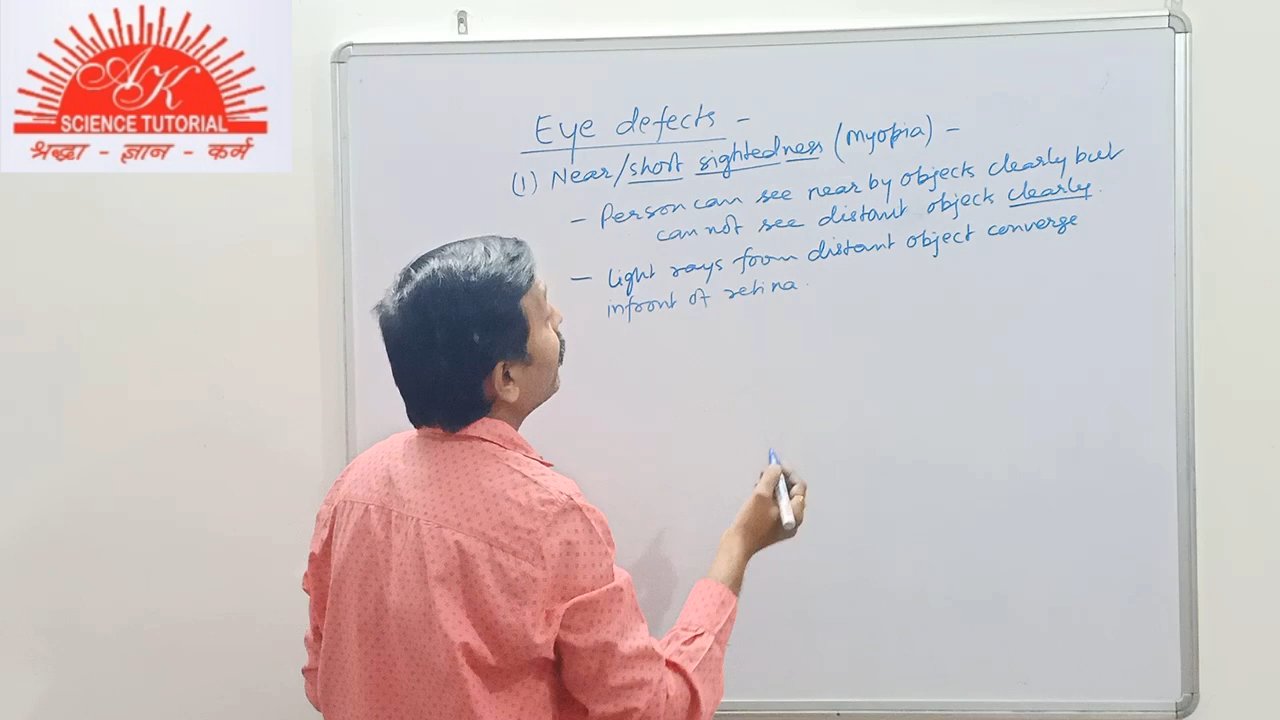 AK
SCIENCE TUTORIAL
श्रद्धा - ज्ञान - कर्म
Eye defects -
(1) Near/short sightedness (myopia) -
- Person can see near by objects clearly but
can not see distant objects clearly.
- light rays from distant object converge
infront of retina.